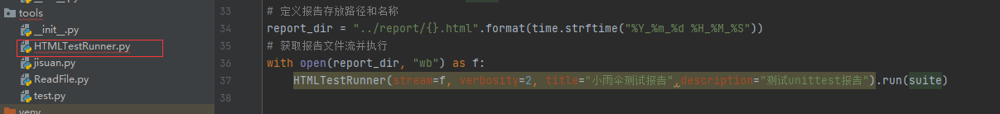 tools
__init__.py
HTMLTestRunner.py
jisuan.py
ReadFile.py
test.py
venv
33 # 定义报告存放路径和名称
34 report_dir = "../report/{}.html".format(time.strftime("%Y_%m_%d %H_%M_%S"))
35 # 获取报告文件流并执行
36 with open(report_dir, "wb") as f:
37 HTMLTestRunner(stream=f, verbosity=2, title="小雨伞测试报告",description="测试unittest报告").run(suite)
38